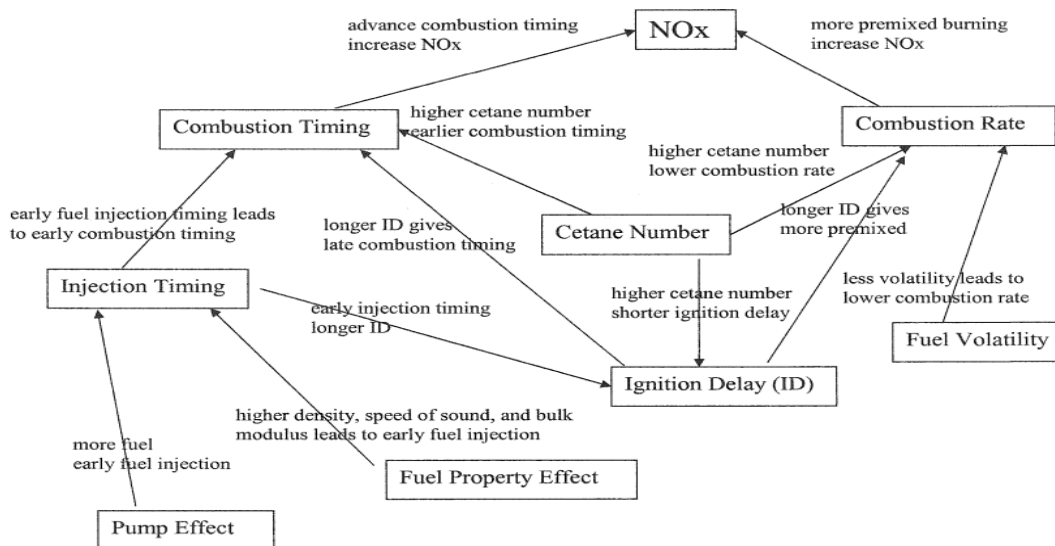 NOx
advance combustion timing
increase NOx
more premixed burning
increase NOx
Combustion Timing
higher cetane number
earlier combustion timing
Combustion Rate
higher cetane number
lower combustion rate
early fuel injection timing leads
to early combustion timing
longer ID gives
late combustion timing
Cetane Number
longer ID gives
more premixed
Injection Timing
early injection timing
longer ID
higher cetane number
shorter ignition delay
less volatility leads to
lower combustion rate
Fuel Volatility
Ignition Delay (ID)
higher density, speed of sound, and bulk
modulus leads to early fuel injection
more fuel
early fuel injection
Fuel Property Effect
Pump Effect